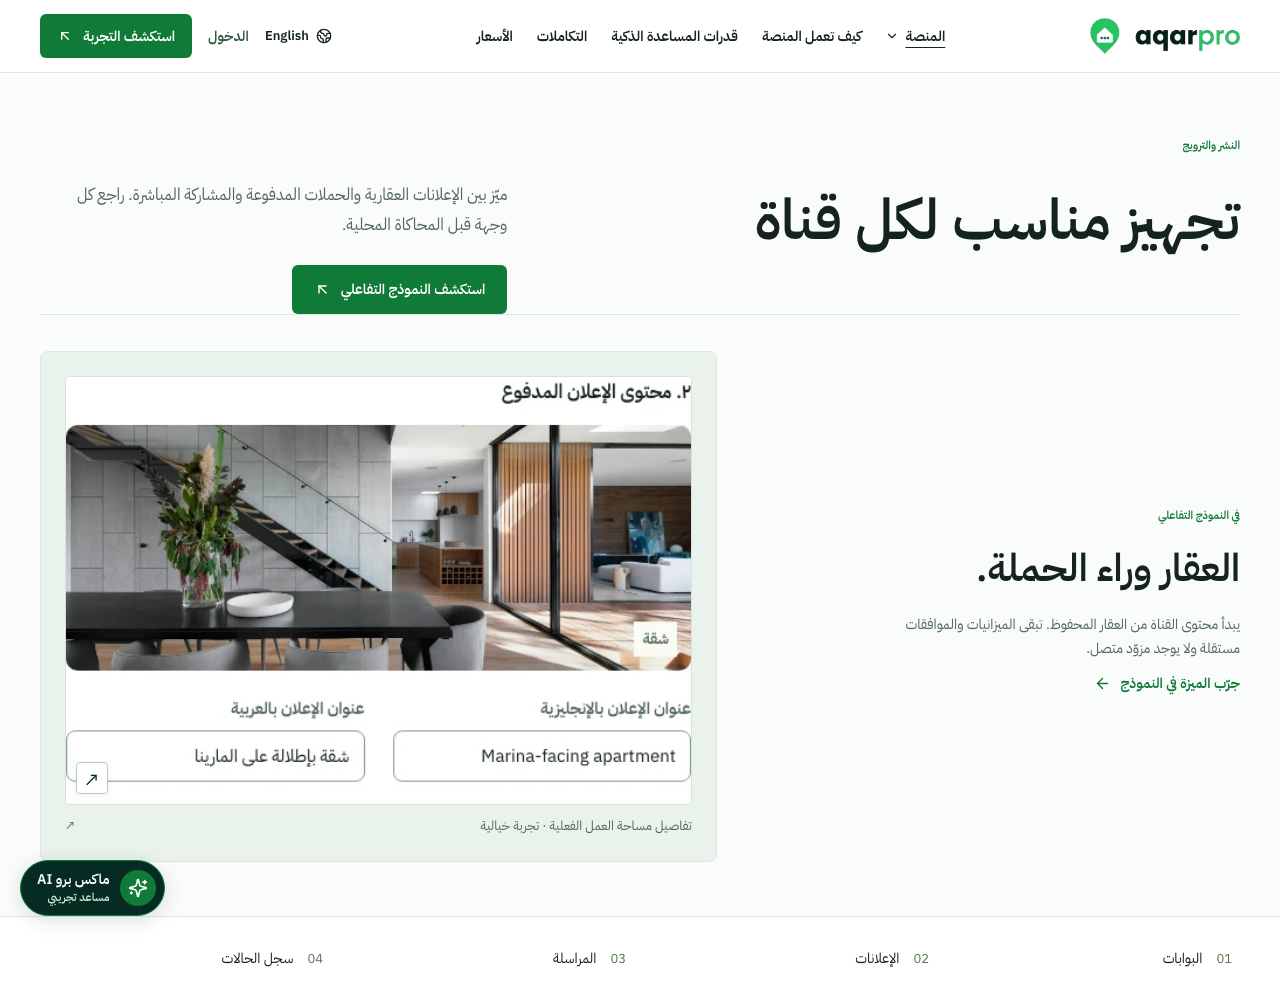 aqarpro
المنصة
كيف تعمل المنصة
قدرات المساعدة الذكية
التكاملات
الأسعار
English
الدخول
استكشف التجربة
النشر والترويج
تجهيز مناسب لكل قناة
ميّز بين الإعلانات العقارية والحملات المدفوعة والمشاركة المباشرة. راجع كل
وجهة قبل المحاكاة المحلية.
استكشف النموذج التفاعلي
في النموذج التفاعلي
العقار وراء الحملة.
يبدأ محتوى القناة من العقار المحفوظ. تبقى الميزانيات والموافقات
مستقلة ولا يوجد مزوّد متصل.
جرّب الميزة في النموذج
٢. محتوى الإعلان المدفوع
شقة
عنوان الإعلان بالإنجليزية
عنوان الإعلان بالعربية
Marina-facing apartment
شقة بإطلالة على المارينا
تفاصيل مساحة العمل الفعلية · تجربة خيالية
ماكس برو AI
مساعد تجريبي
01 البوابات
02 الإعلانات
03 المراسلة
04 سجل الحالات